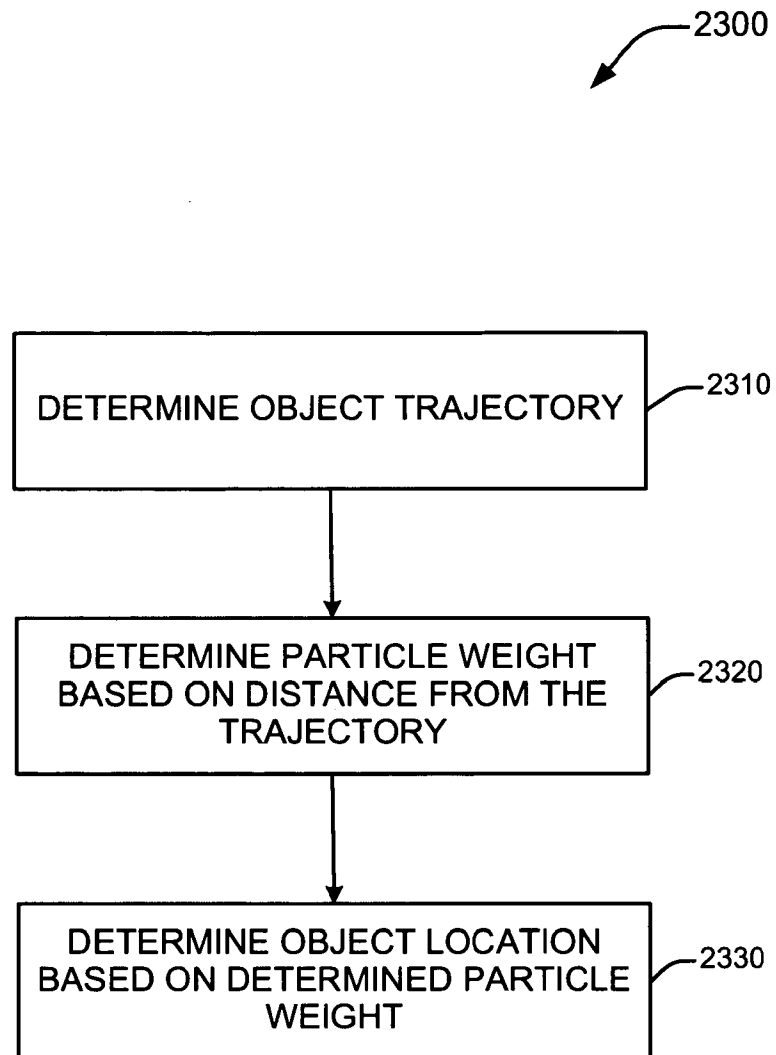 2300
DETERMINE OBJECT TRAJECTORY
2310
DETERMINE PARTICLE WEIGHT
BASED ON DISTANCE FROM THE
TRAJECTORY
2320
DETERMINE OBJECT LOCATION
BASED ON DETERMINED PARTICLE
WEIGHT
2330